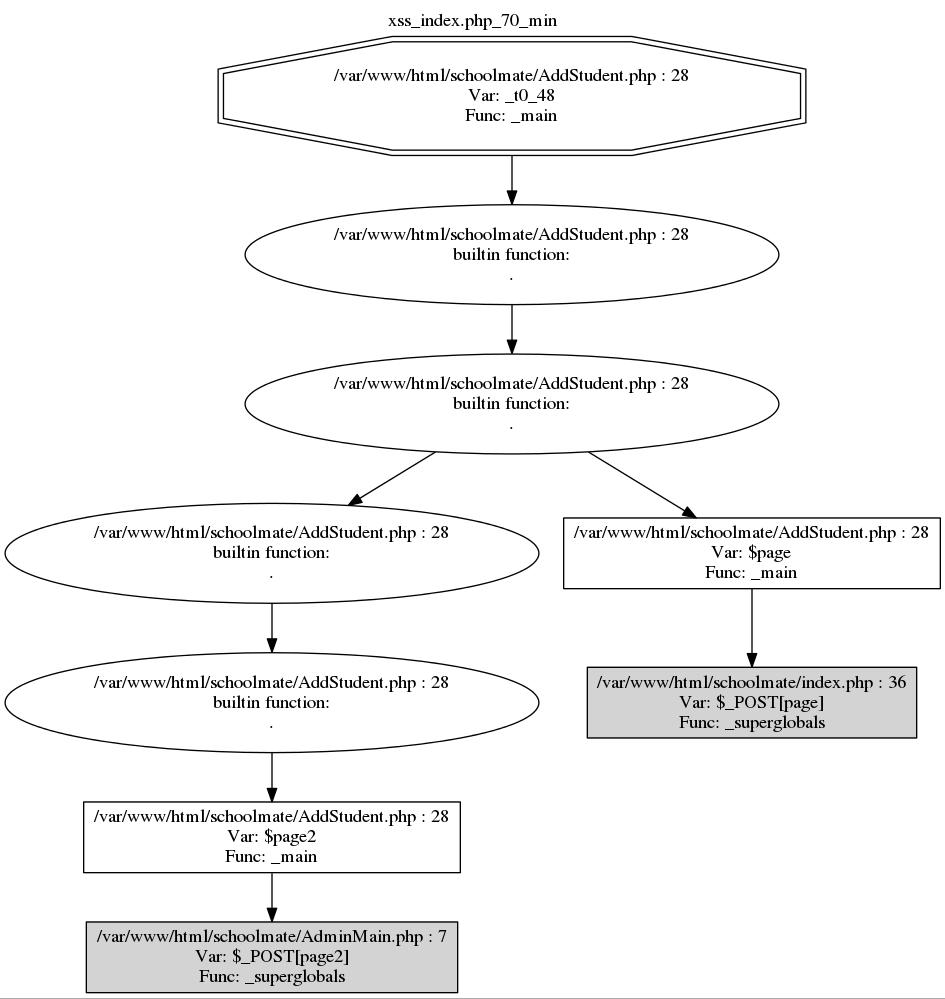 xss_index.php_70_min
/var/www/html/schoolmate/AddStudent.php : 28
Var: _t0_48
Func: _main
/var/www/html/schoolmate/AddStudent.php : 28
builtin function:
.
/var/www/html/schoolmate/AddStudent.php : 28
builtin function:
.
/var/www/html/schoolmate/AddStudent.php : 28
builtin function:
.
/var/www/html/schoolmate/AddStudent.php : 28
Var: $page
Func: _main
/var/www/html/schoolmate/AddStudent.php : 28
builtin function:
.
/var/www/html/schoolmate/index.php : 36
Var: $_POST[page]
Func: _superglobals
/var/www/html/schoolmate/AddStudent.php : 28
Var: $page2
Func: _main
/var/www/html/schoolmate/AdminMain.php : 7
Var: $_POST[page2]
Func: _superglobals